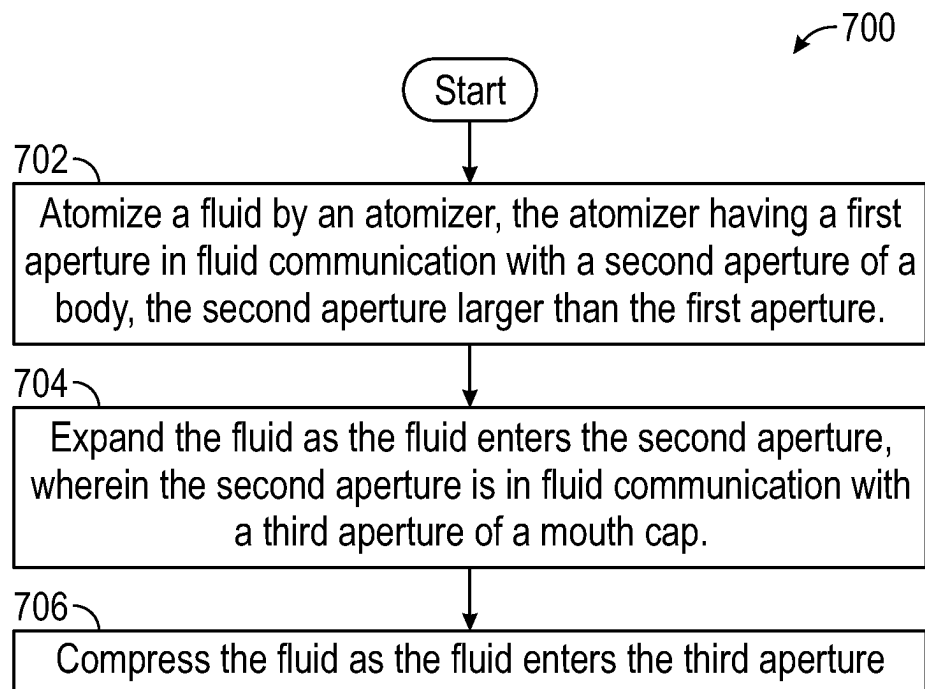 700
Start
702
Atomize a fluid by an atomizer, the atomizer having a first
aperture in fluid communication with a second aperture of a
body, the second aperture larger than the first aperture.
704
Expand the fluid as the fluid enters the second aperture,
wherein the second aperture is in fluid communication with
a third aperture of a mouth cap.
706
Compress the fluid as the fluid enters the third aperture